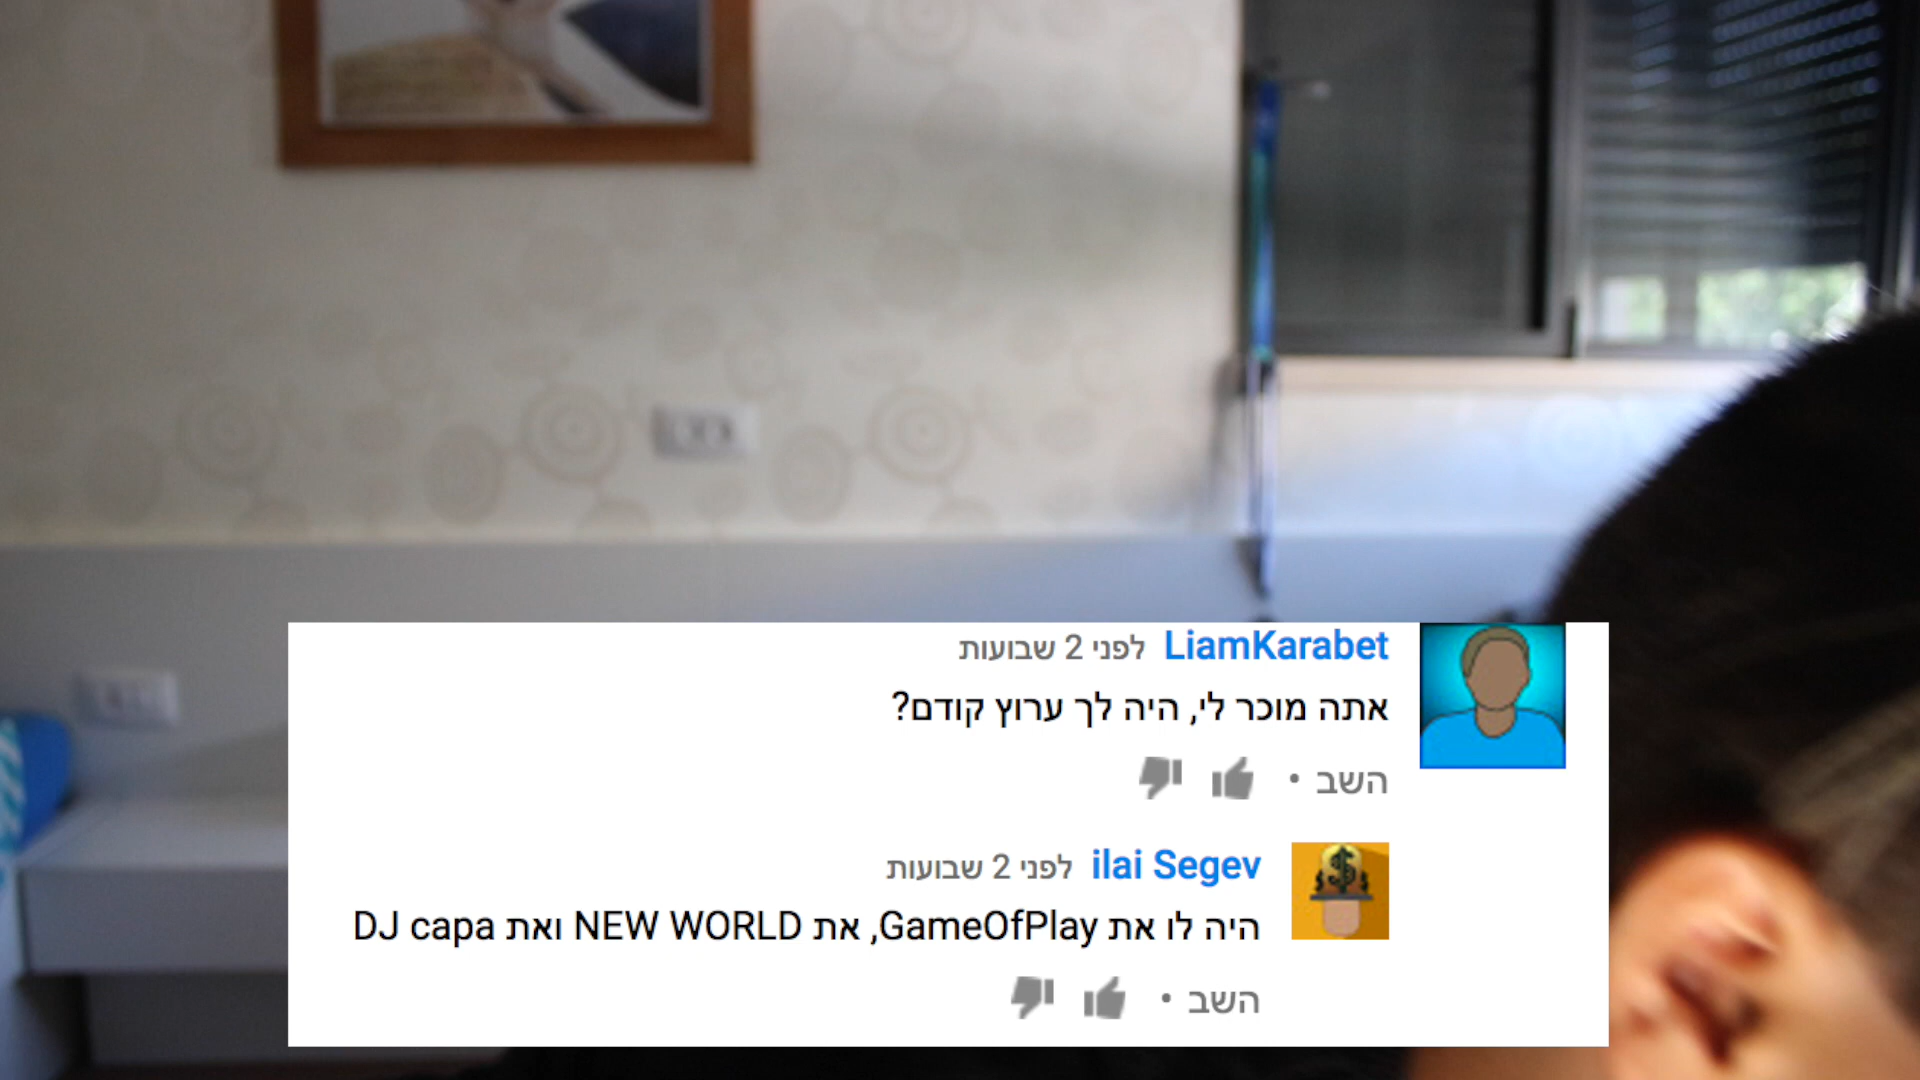 LiamKarabet לפני 2 שבועות
אתה מוכר לי, היה לך ערוץ קודם?
השב •
ilai Segev לפני 2 שבועות
היה לו את GameOfPlay, את NEW WORLD ואת DJ capa
השב •